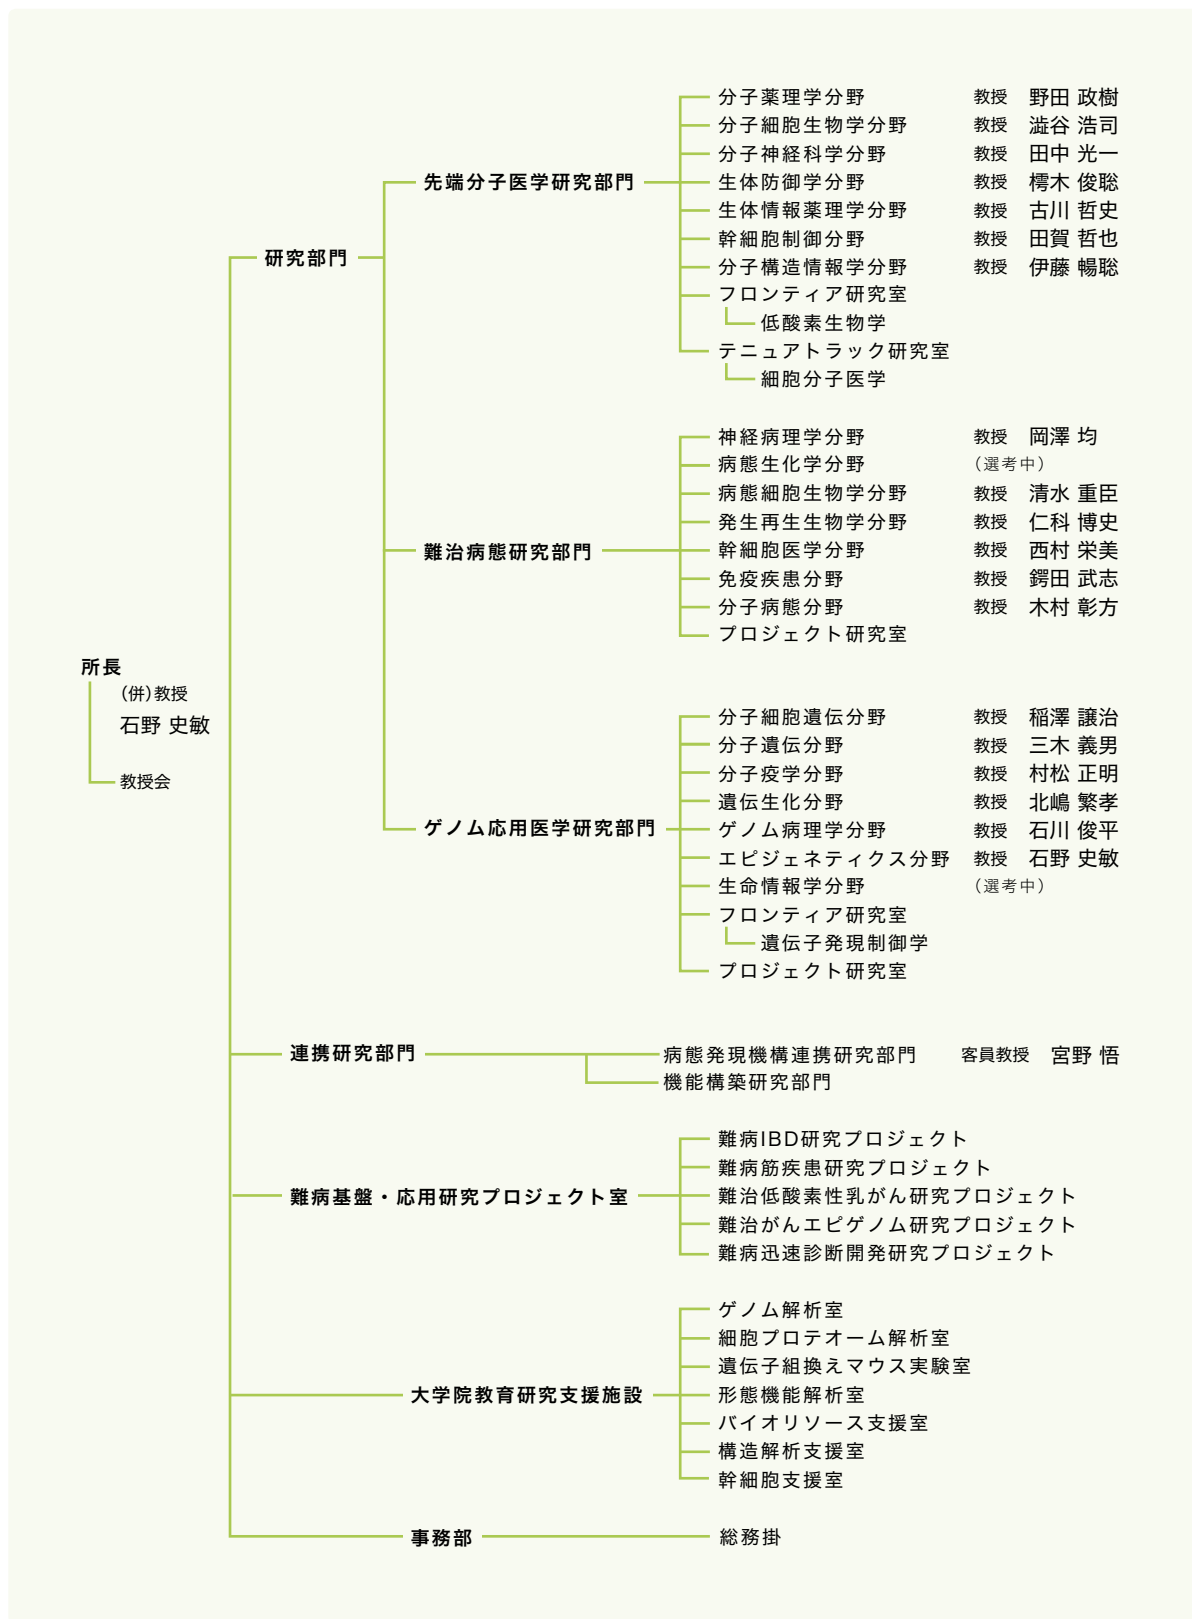 所長
(併)教授
石野 史敏
教授会
研究部門
先端分子医学研究部門
分子薬理学分野 教授 野田 政樹
分子細胞生物学分野 教授 澁谷 浩司
分子神経科学分野 教授 田中 光一
生体防御学分野 教授 樗木 俊聡
生体情報薬理学分野 教授 古川 哲史
幹細胞制御分野 教授 田賀 哲也
分子構造情報学分野 教授 伊藤 暢聡
フロンティア研究室
低酸素生物学
テニュアトラック研究室
細胞分子医学
難治病態研究部門
神経病理学分野 教授 岡澤 均
病態生化学分野 (選考中)
病態細胞生物学分野 教授 清水 重臣
発生再生生物学分野 教授 仁科 博史
幹細胞医学分野 教授 西村 栄美
免疫疾患分野 教授 鍔田 武志
分子病態分野 教授 木村 彰方
プロジェクト研究室
ゲノム応用医学研究部門
分子細胞遺伝分野 教授 稲澤 譲治
分子遺伝分野 教授 三木 義男
分子疫学分野 教授 村松 正明
遺伝生化分野 教授 北嶋 繁孝
ゲノム病理学分野 教授 石川 俊平
エピジェネティクス分野 教授 石野 史敏
生命情報学分野 (選考中)
フロンティア研究室
遺伝子発現制御学
プロジェクト研究室
連携研究部門
病態発現機構連携研究部門 客員教授 宮野 悟
機能構築研究部門
難病基盤・応用研究プロジェクト室
難病IBD研究プロジェクト
難病筋疾患研究プロジェクト
難治低酸素性乳がん研究プロジェクト
難治がんエピゲノム研究プロジェクト
難病迅速診断開発研究プロジェクト
大学院教育研究支援施設
ゲノム解析室
細胞プロテオーム解析室
遺伝子組換えマウス実験室
形態機能解析室
バイオリソース支援室
構造解析支援室
幹細胞支援室
事務部
総務掛